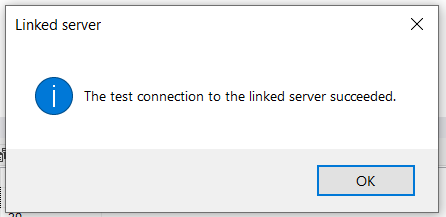 Linked server
The test connection to the linked server succeeded.
OK